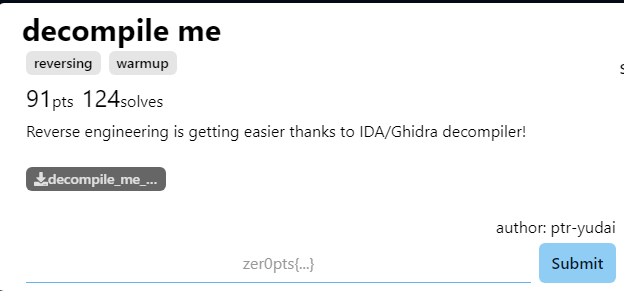 decompile me
reversing warmup
91pts 124solves
Reverse engineering is getting easier thanks to IDA/Ghidra decompiler!
decompile_me_...
author: ptr-yudai
zer0pts{...}
Submit